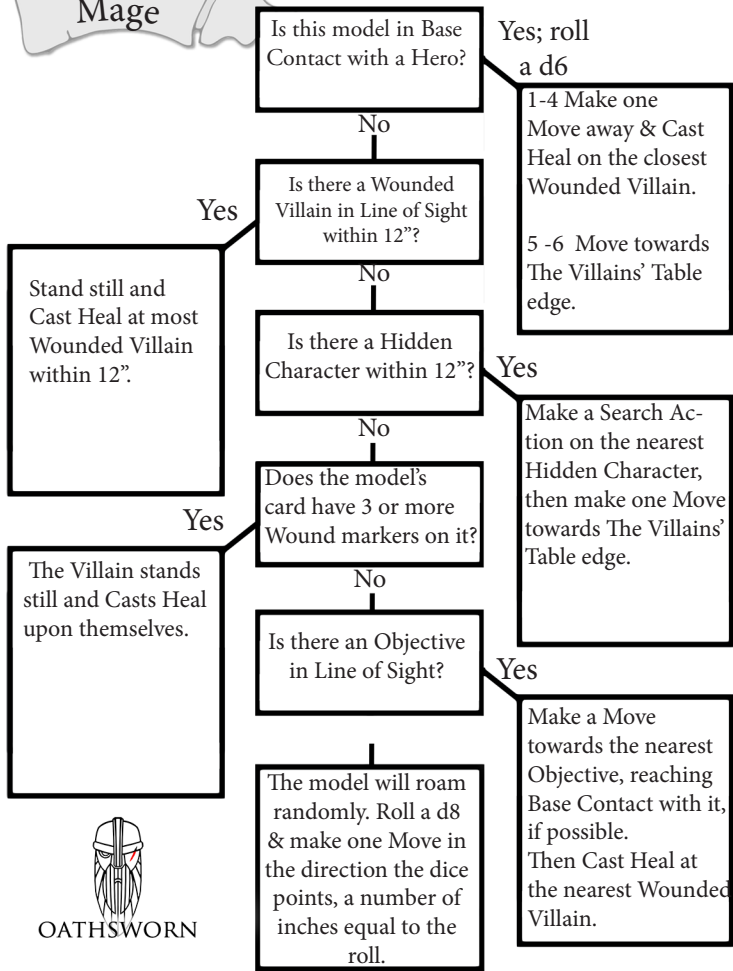 Mage
Is this model in Base
Contact with a Hero?
Yes; roll
a d6
1-4 Make one
Move away & Cast
Heal on the closest
Wounded Villain.
5 -6 Move towards
The Villains' Table
edge.
No
Is there a Wounded
Villain in Line of Sight
within 12”?
Yes
Stand still and
Cast Heal at most
Wounded Villain
within 12”.
No
Is there a Hidden
Character within 12”?
Yes
Make a Search Ac-
tion on the nearest
Hidden Character,
then make one Move
towards The Villains'
Table edge.
No
Does the model's
card have 3 or more
Wound markers on it?
Yes
The Villain stands
still and Casts Heal
upon themselves.
No
Is there an Objective
in Line of Sight?
Yes
Make a Move
towards the nearest
Objective, reaching
Base Contact with it,
if possible.
Then Cast Heal at
the nearest Wounded
Villain.
The model will roam
randomly. Roll a d8
& make one Move in
the direction the dice
points, a number of
inches equal to the
roll.
OATHSWORN